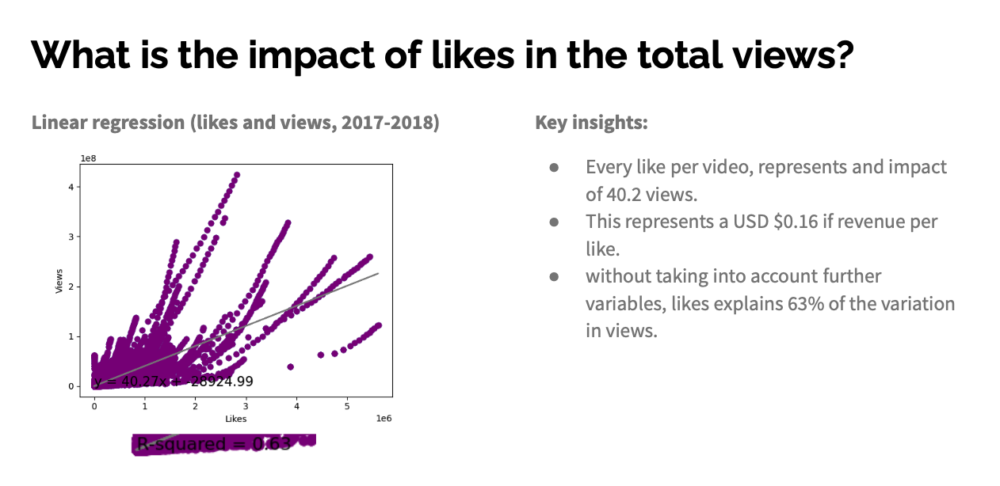 What is the impact of likes in the total views?
Linear regression (likes and views, 2017-2018)
1e8
4
3
2
1
0
Views
y = 40.27x + -28924.99
0 1 2 3 4 5
Likes
1e6
R-squared = 0.63
Key insights:
● Every like per video, represents and impact
of 40.2 views.
● This represents a USD $0.16 if revenue per
like.
● without taking into account further
variables, likes explains 63% of the variation
in views.